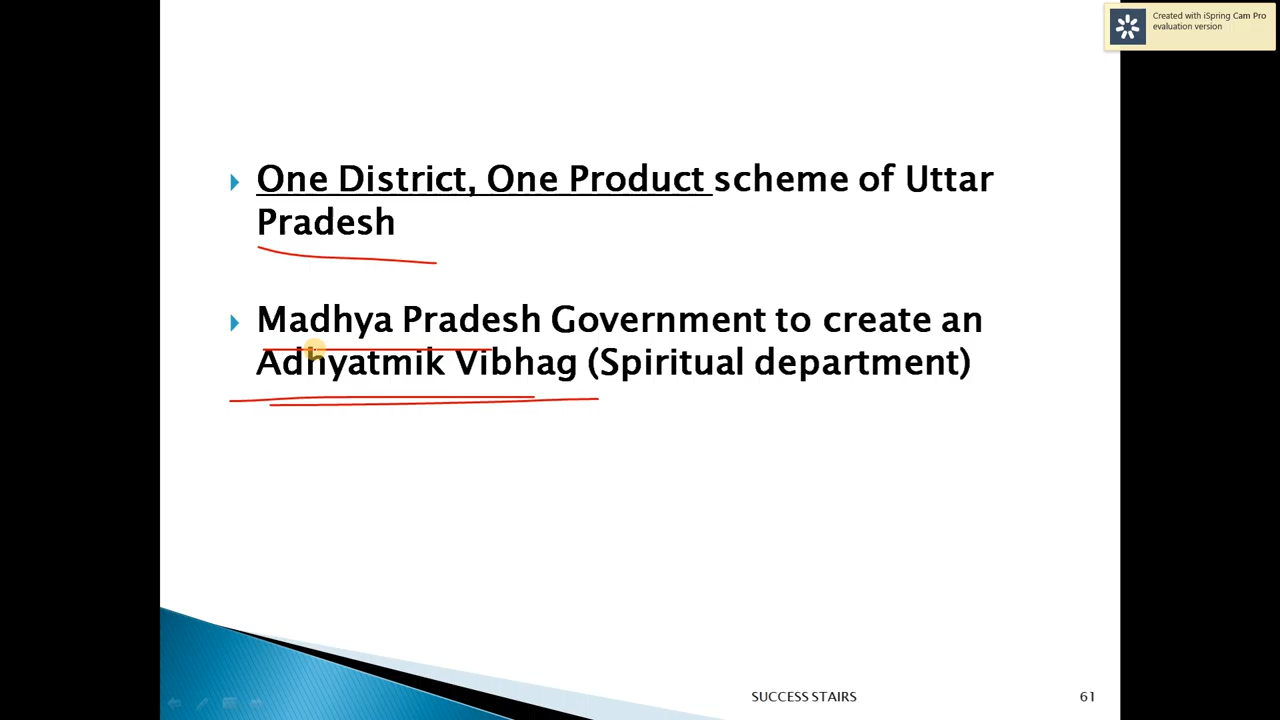 Created with iSpring Cam Pro
evaluation version
One District, One Product scheme of Uttar
Pradesh
Madhya Pradesh Government to create an
Adhyatmik Vibhag (Spiritual department)
SUCCESS STAIRS
61